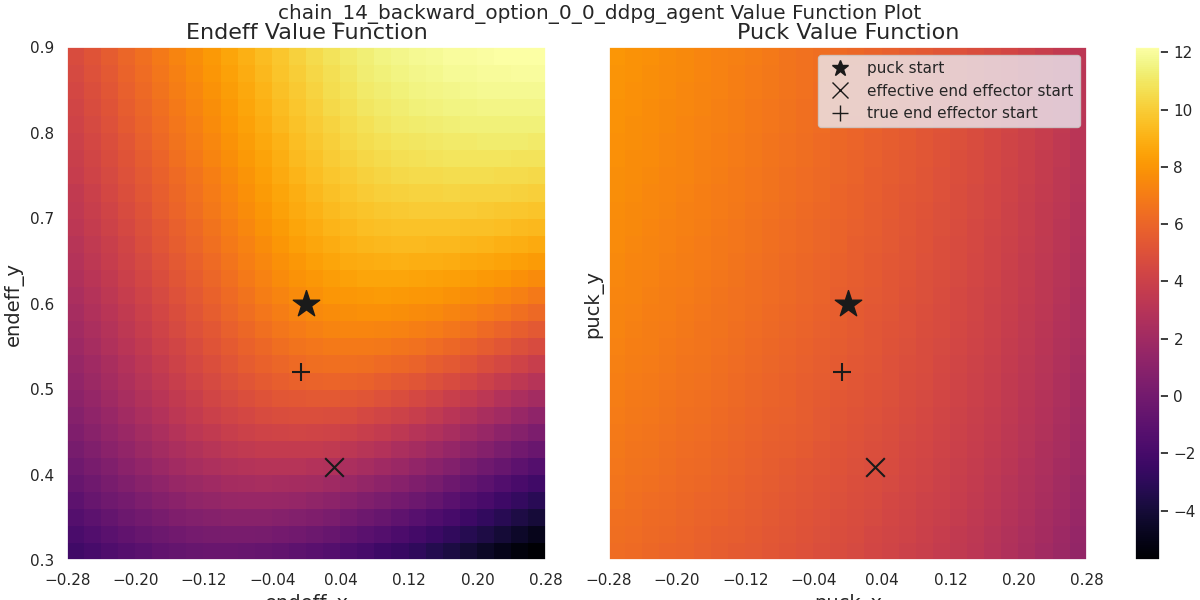 chain_14_backward_option_0_0_ddpg_agent Value Function Plot
Endeff Value Function
Puck Value Function
endeff_y
0.9
0.8
0.7
0.6
0.5
0.4
0.3
−0.28 −0.20 −0.12 −0.04 0.04 0.12 0.20 0.28
endeff_x
puck_y
puck start
effective end effector start
true end effector start
−0.28 −0.20 −0.12 −0.04 0.04 0.12 0.20 0.28
puck_x
12
10
8
6
4
2
0
−2
−4